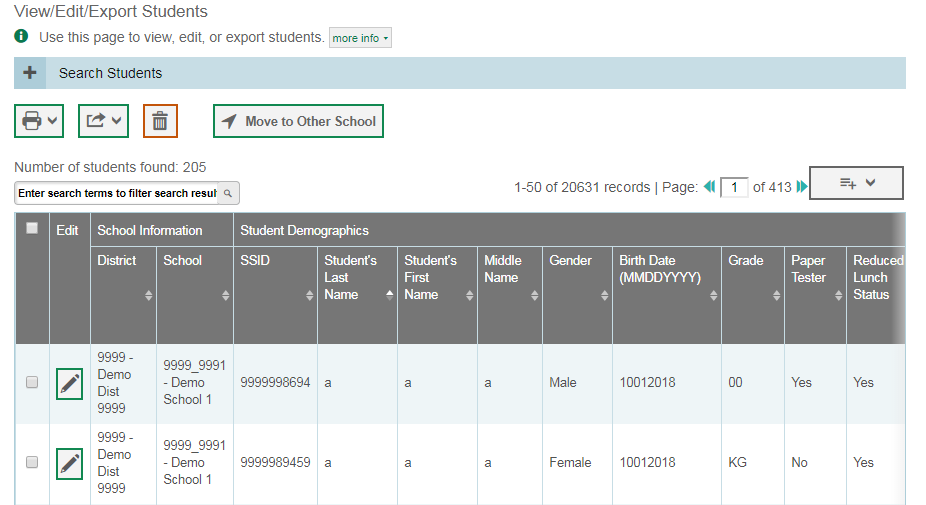 View/Edit/Export Students
Use this page to view, edit, or export students. more info
Search Students
Move to Other School
Number of students found: 205
Enter search terms to filter search resul
1-50 of 20631 records | Page: 1 of 413
Edit School Information Student Demographics
District School SSID Student's Last Name Student's First Name Middle Name Gender Birth Date (MMDDYYYY) Grade Paper Tester Reduced Lunch Status
9999 - Demo Dist 9999 9999_9991 - Demo School 1 9999998694 a a a Male 10012018 00 Yes Yes
9999 - Demo Dist 9999 9999_9991 - Demo School 1 9999989459 a a a Female 10012018 KG No Yes